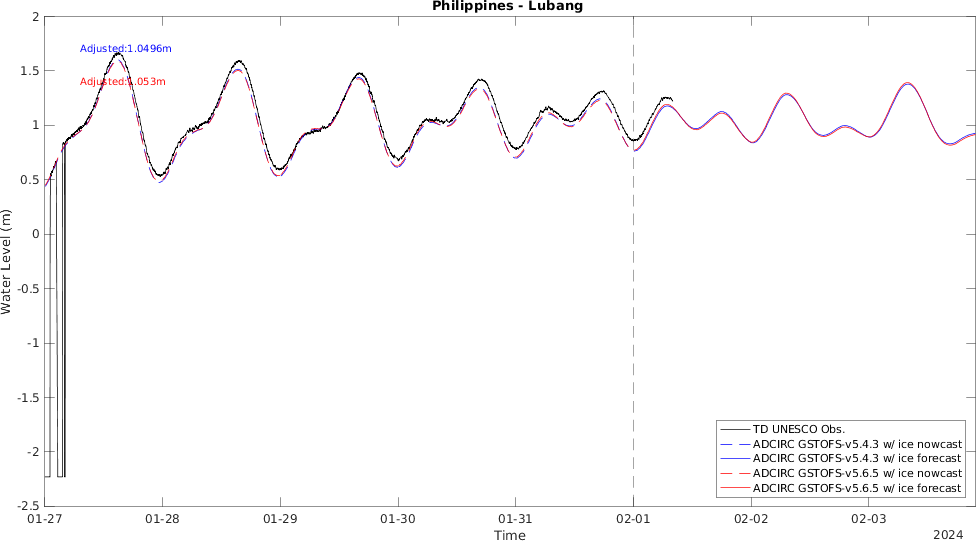 Philippines - Lubang
2
1.5
1
0.5
0
-0.5
-1
-1.5
-2
-2.5
Water Level (m)
Adjusted:1.0496m
Adjusted:1.053m
TD UNESCO Obs.
ADCIRC GSTOFS-v5.4.3 w/ ice nowcast
ADCIRC GSTOFS-v5.4.3 w/ ice forecast
ADCIRC GSTOFS-v5.6.5 w/ ice nowcast
ADCIRC GSTOFS-v5.6.5 w/ ice forecast
01-27 01-28 01-29 01-30 01-31 02-01 02-02 02-03
Time
2024